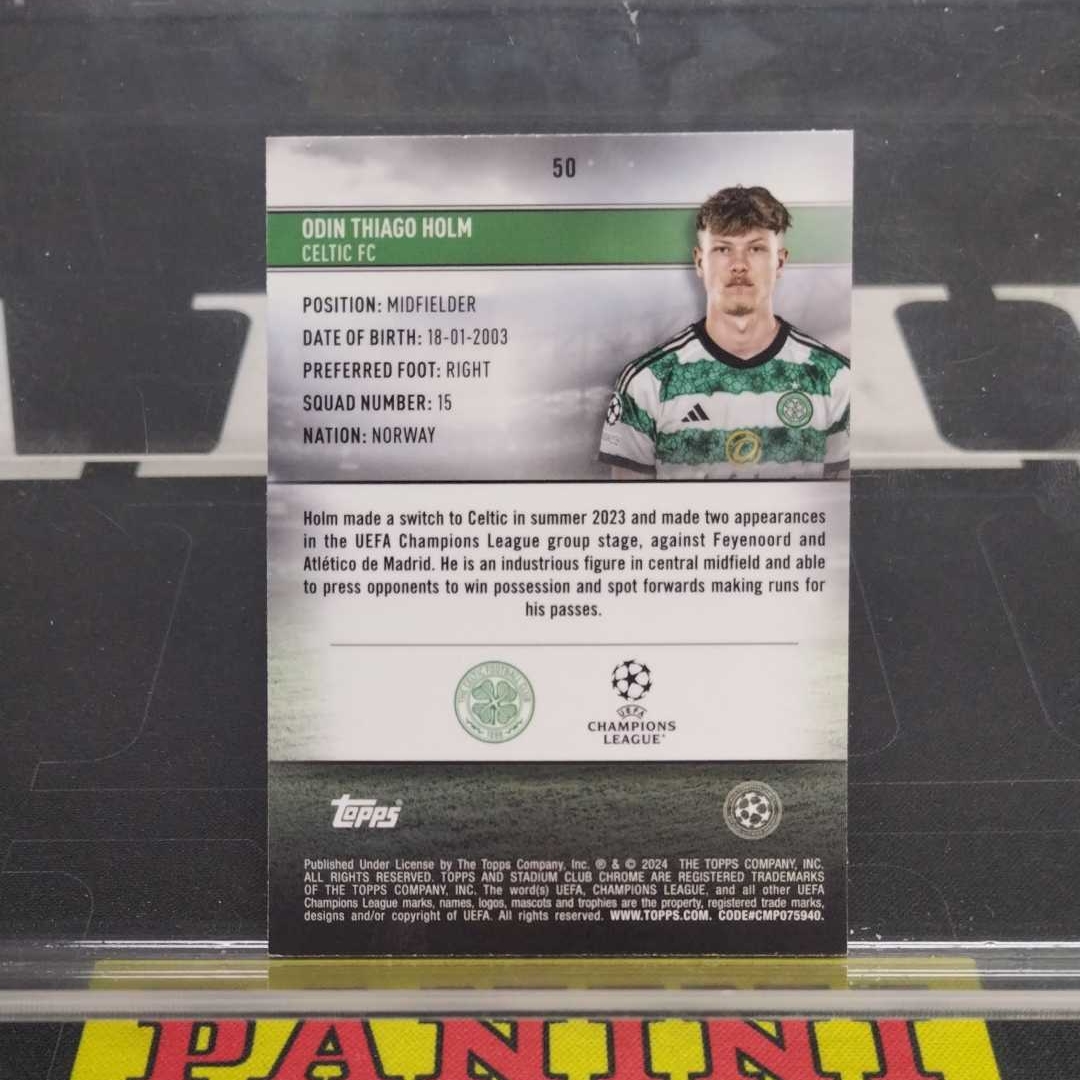 50
ODIN THIAGO HOLM
CELTIC FC
POSITION: MIDFIELDER
DATE OF BIRTH: 18-01-2003
PREFERRED FOOT: RIGHT
SQUAD NUMBER: 15
NATION: NORWAY
Holm made a switch to Celtic in summer 2023 and made two appearances
in the UEFA Champions League group stage, against Feyenoord and
Atlético de Madrid. He is an industrious figure in central midfield and able
to press opponents to win possession and spot forwards making runs for
his passes.
THE CELTIC FOOTBALL CLUB
1888
UEFA
CHAMPIONS
LEAGUE
Topps
Published Under License by The Topps Company, Inc. ® & © 2024 THE TOPPS COMPANY, INC.
ALL RIGHTS RESERVED. TOPPS AND STADIUM CLUB CHROME ARE REGISTERED TRADEMARKS
OF THE TOPPS COMPANY, INC. The word(s) UEFA, CHAMPIONS LEAGUE, and all other UEFA
Champions League marks, names, logos, mascots and trophies are the property, registered trade marks,
designs and/or copyright of UEFA. All rights reserved. WWW.TOPPS.COM. CODE#CMP075940.
PANINI